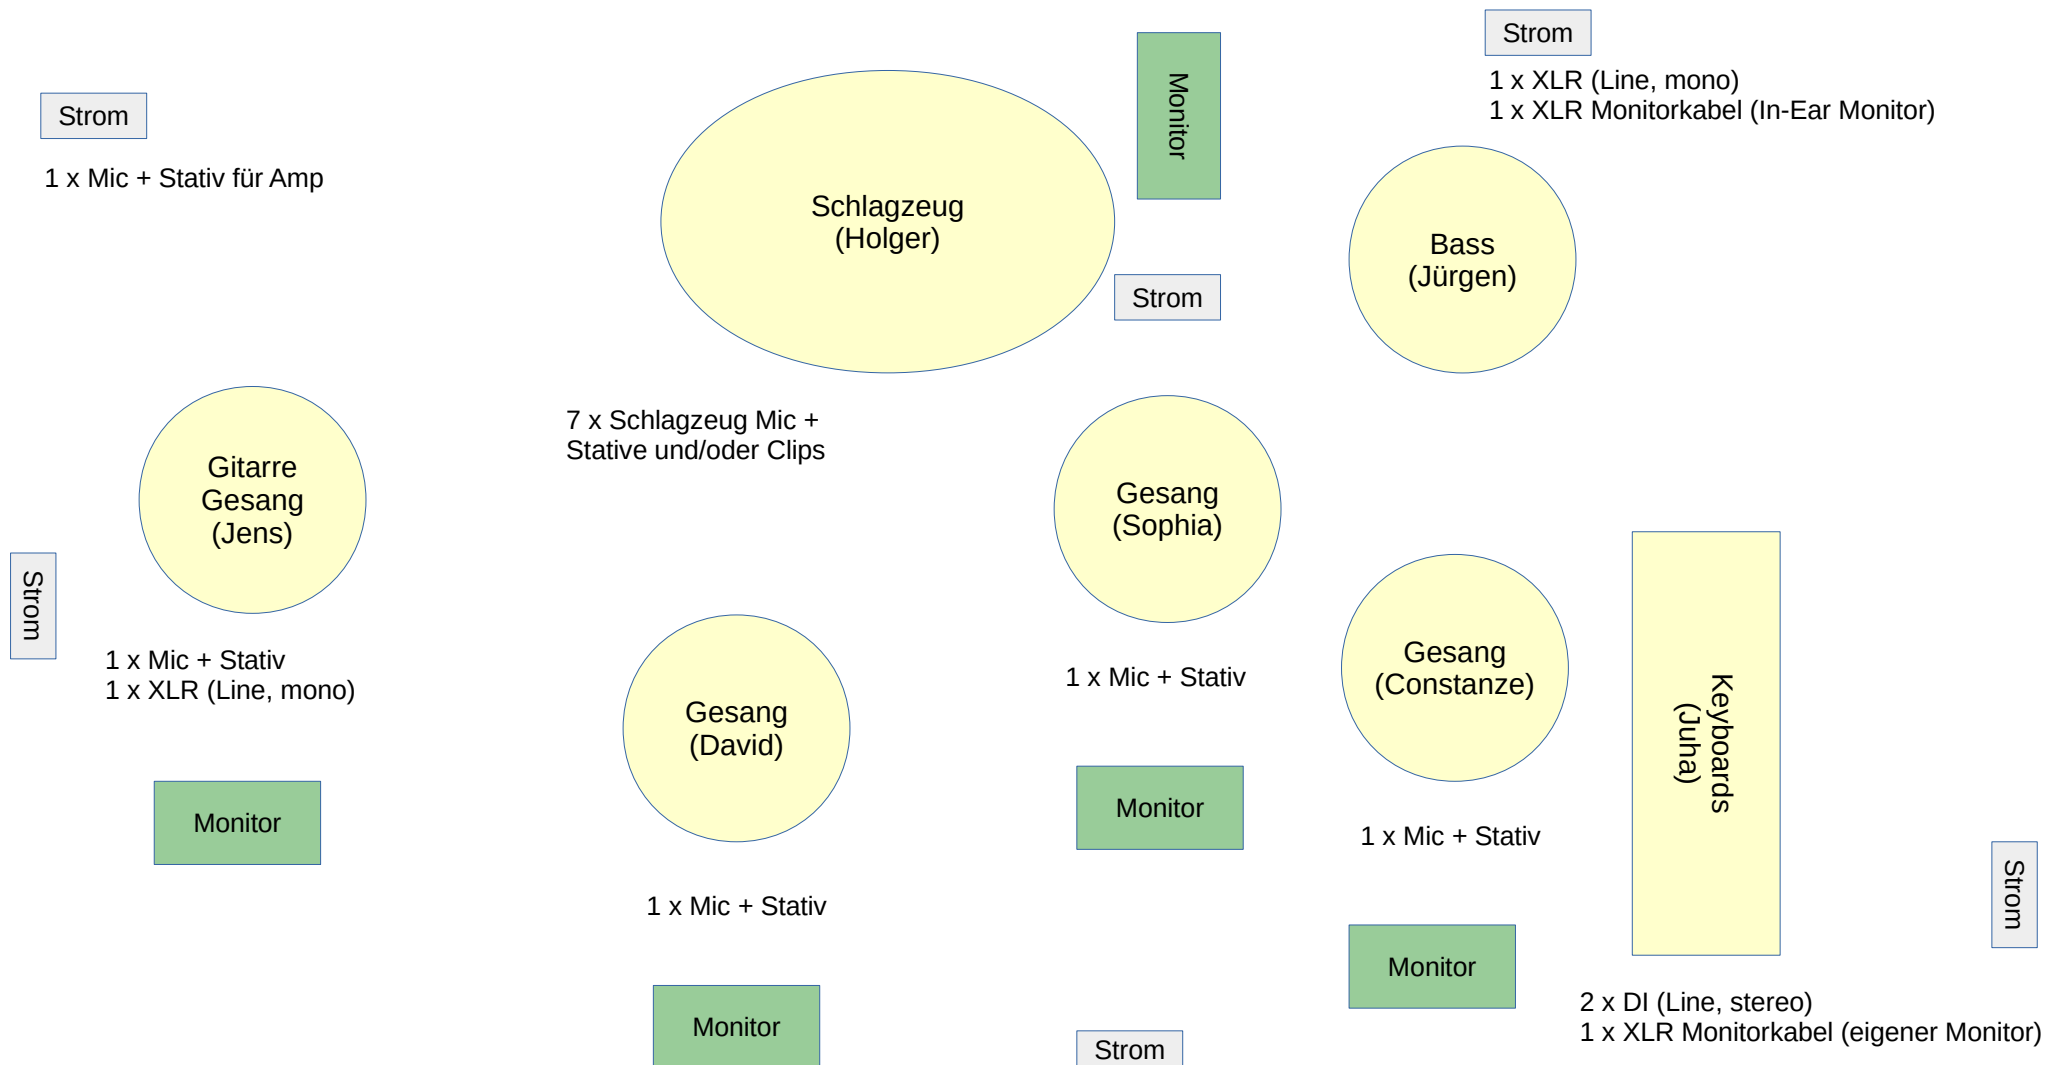 Strom
1 x XLR (Line, mono)
1 x XLR Monitorkabel (In-Ear Monitor)
Monitor
Strom
1 x Mic + Stativ für Amp
Schlagzeug
(Holger)
Bass
(Jürgen)
Strom
7 x Schlagzeug Mic +
Stative und/oder Clips
Gitarre
Gesang
(Jens)
Gesang
(Sophia)
Strom
1 x Mic + Stativ
1 x XLR (Line, mono)
1 x Mic + Stativ
Gesang
(Constanze)
Keyboards
(Juha)
Gesang
(David)
Monitor
Monitor
1 x Mic + Stativ
Strom
1 x Mic + Stativ
Monitor
Monitor
2 x DI (Line, stereo)
1 x XLR Monitorkabel (eigener Monitor)
Strom